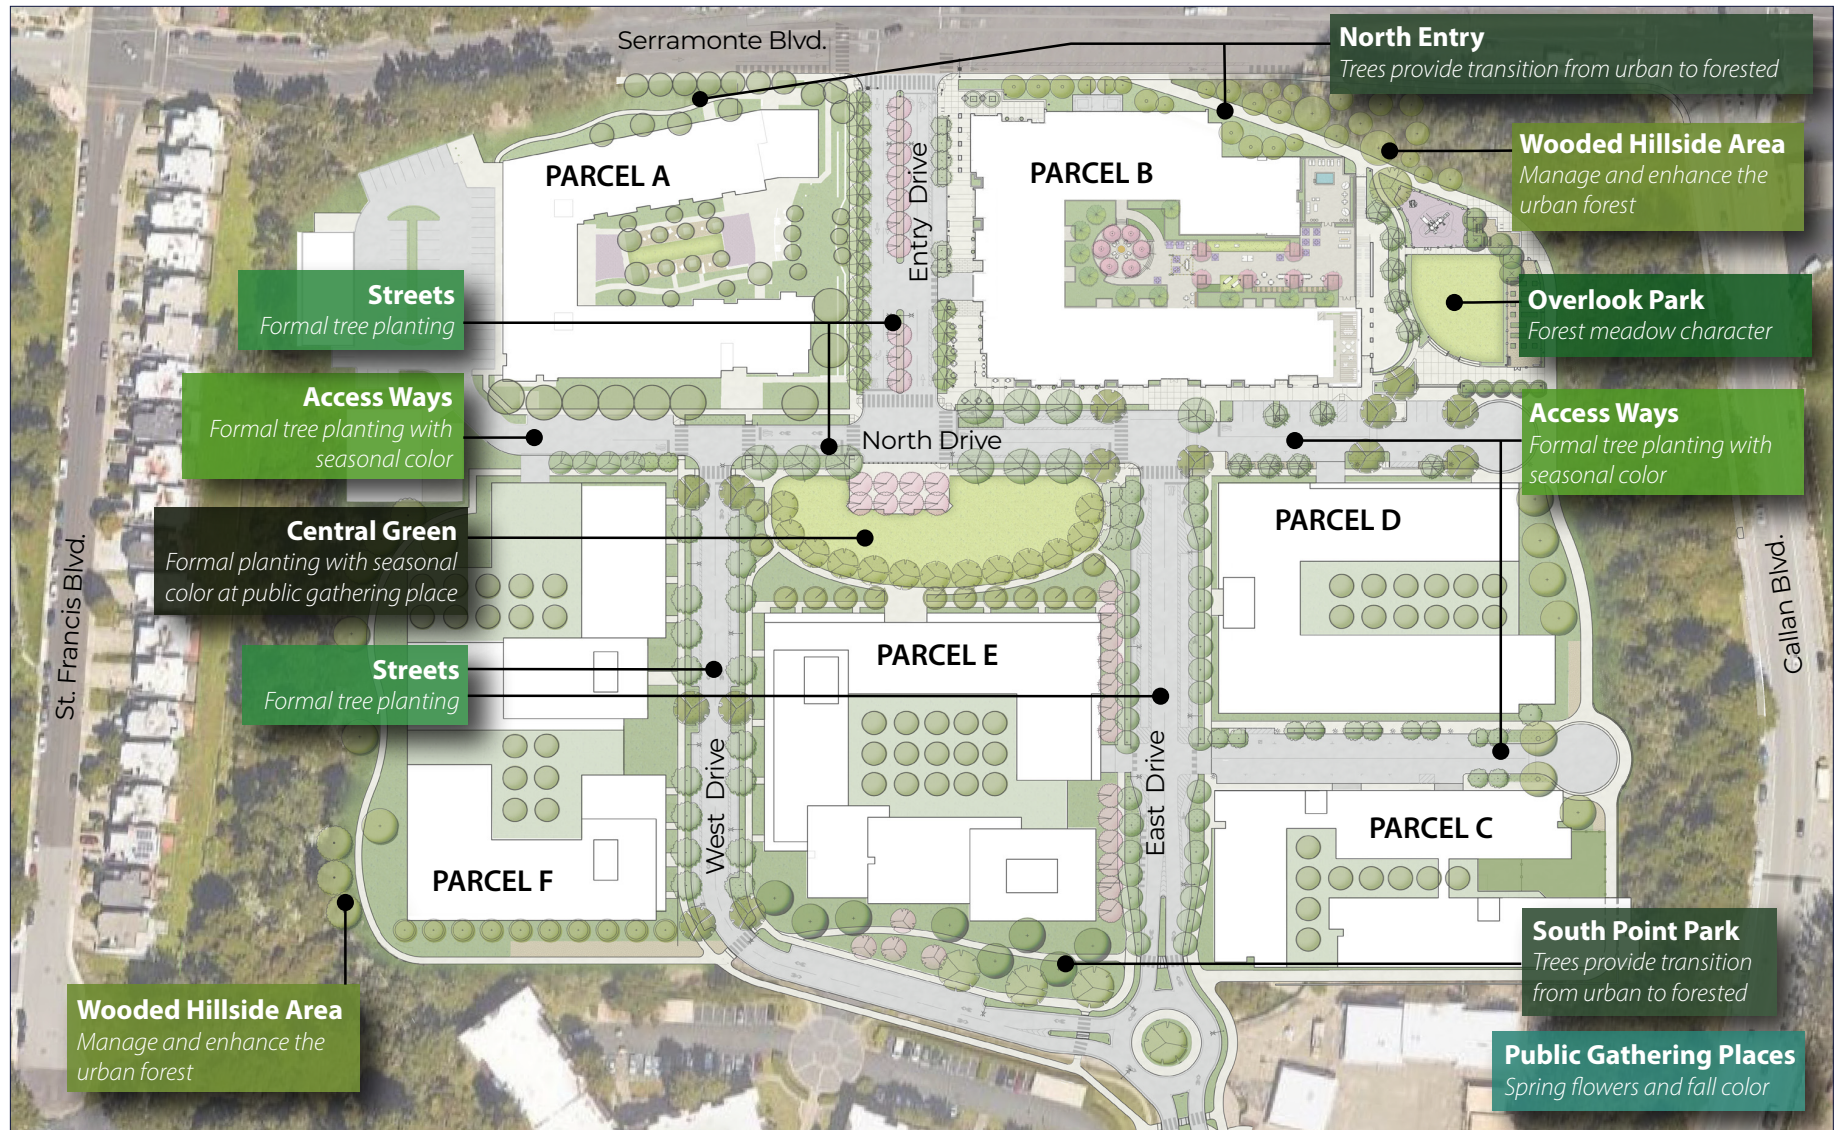 Serramonte Blvd.
North Entry
Trees provide transition from urban to forested
Wooded Hillside Area
Manage and enhance the
urban forest
PARCEL A
PARCEL B
Entry Drive
Streets
Formal tree planting
Overlook Park
Forest meadow character
Access Ways
Formal tree planting with
seasonal color
North Drive
Access Ways
Formal tree planting with
seasonal color
Central Green
Formal planting with seasonal
color at public gathering place
PARCEL D
St. Francis Blvd.
Callan Blvd.
Streets
Formal tree planting
PARCEL E
West Drive
East Drive
PARCEL C
PARCEL F
South Point Park
Trees provide transition
from urban to forested
Wooded Hillside Area
Manage and enhance the
urban forest
Public Gathering Places
Spring flowers and fall color